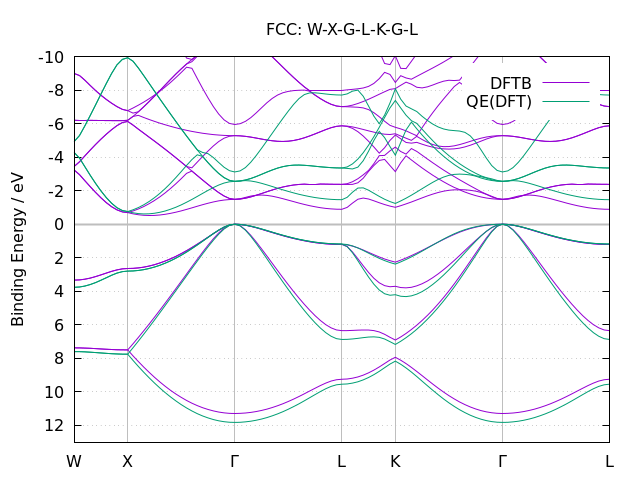 FCC: W-X-G-L-K-G-L
-10
DFTB
-8
QE(DFT)
-6
-4
-2
0
2
4
6
8
10
12
Binding Energy / eV
W X Γ L K Γ L